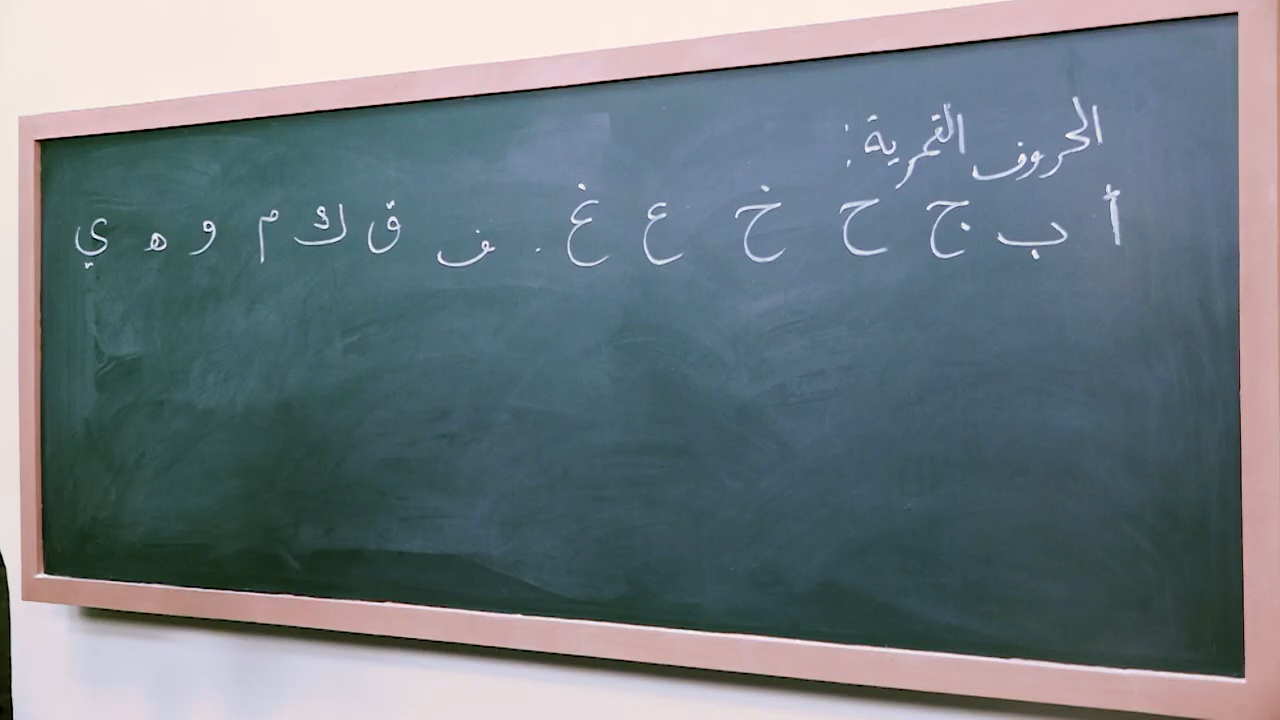 الحروف القمرية:
أ ب ج ح خ ع غ . ف ق ك م و ه ي